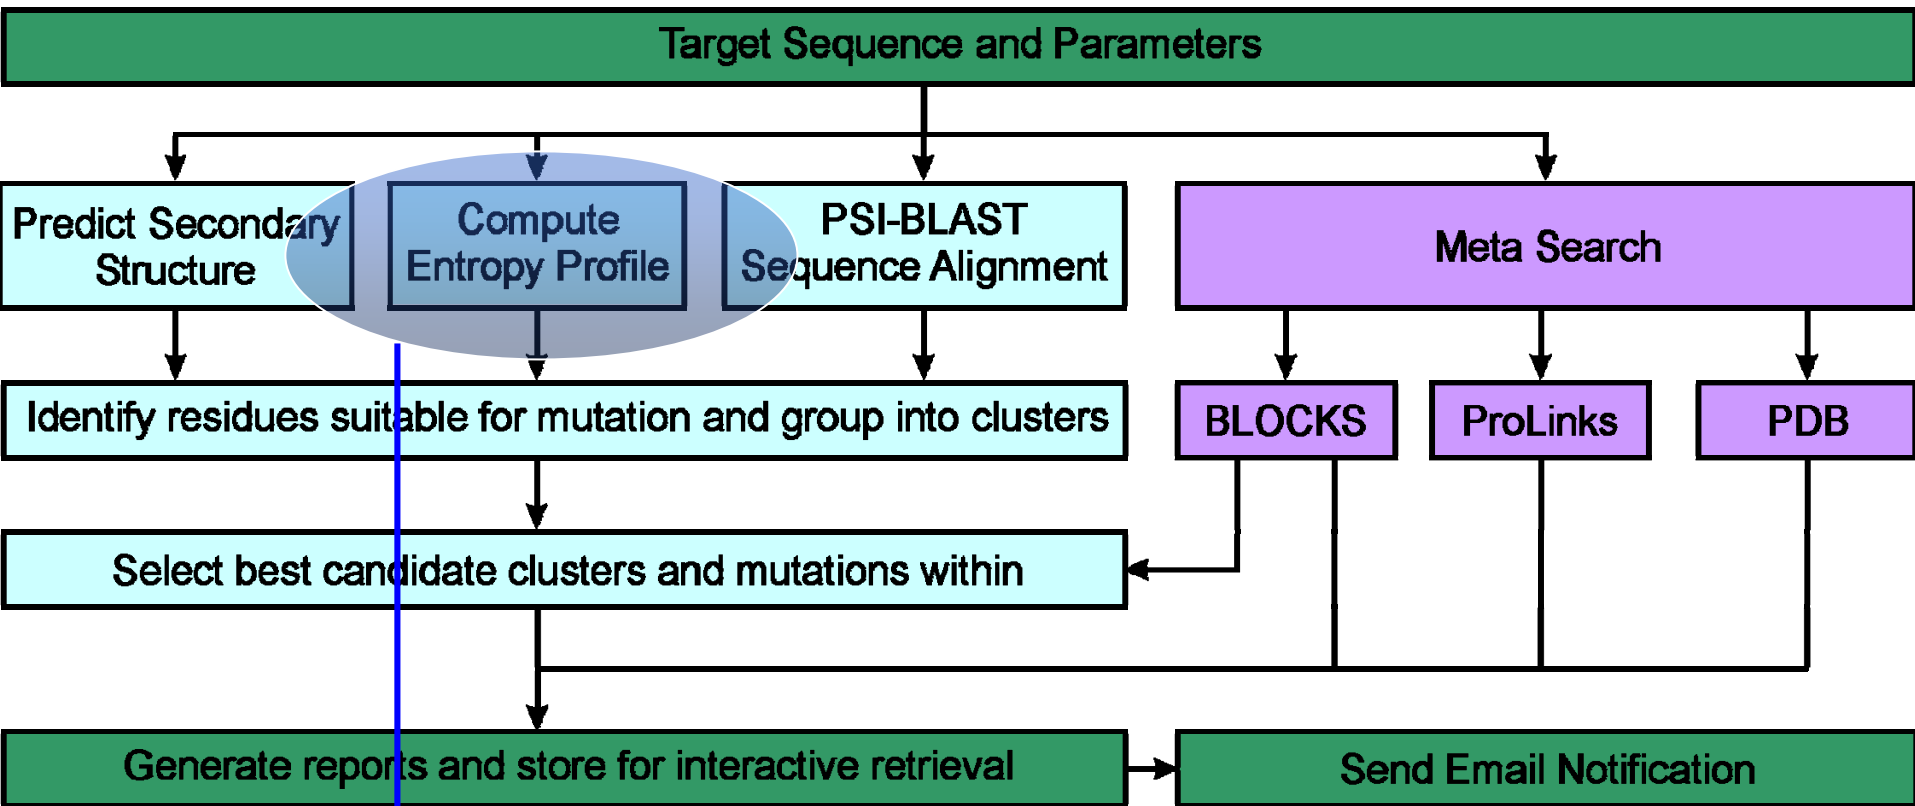 Target Sequence and Parameters
Predict Secondary
Structure
Compute
Entropy Profile
PSI-BLAST
Sequence Alignment
Meta Search
Identify residues suitable for mutation and group into clusters
BLOCKS
ProLinks
PDB
Select best candidate clusters and mutations within
Generate reports and store for interactive retrieval
Send Email Notification